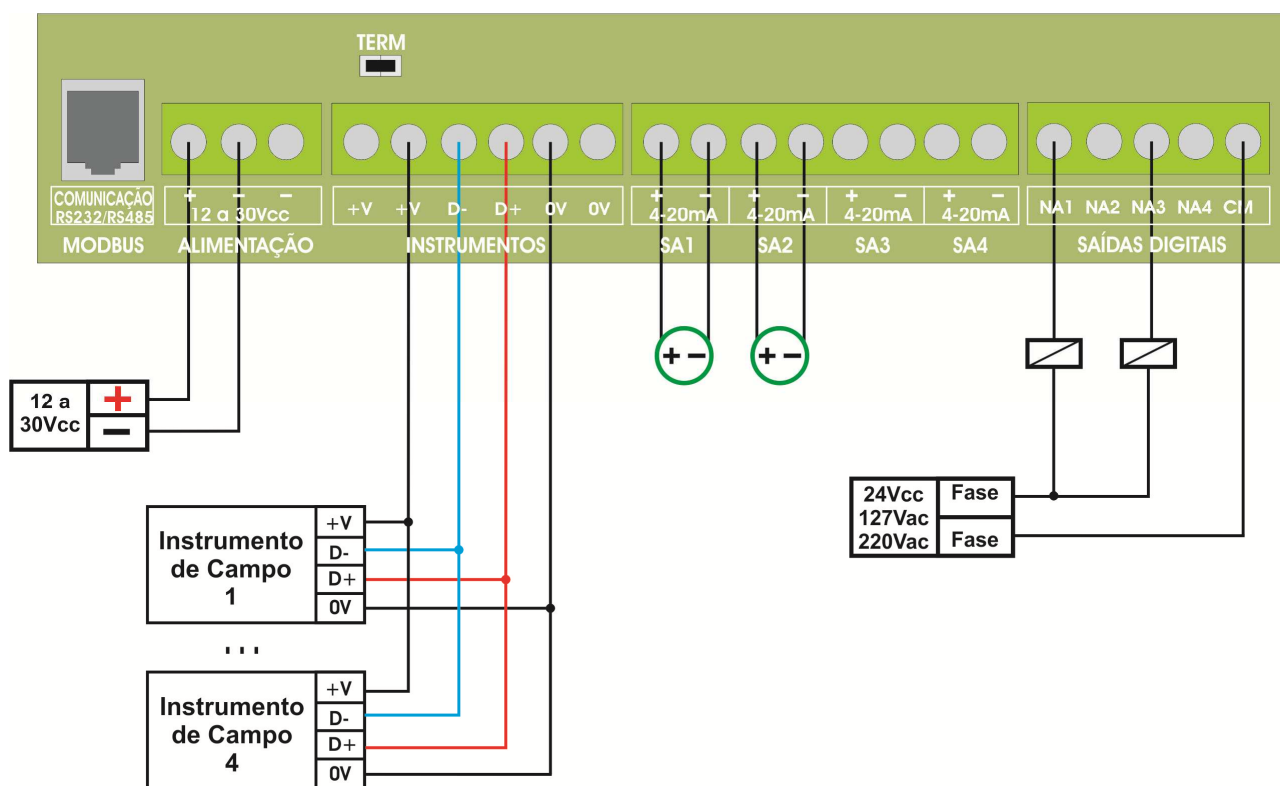 TERM
COMUNICAÇÃO
RS232/RS485
MODBUS
+ - -
12 a 30Vcc
ALIMENTAÇÃO
+V +V D- D+ 0V 0V
INSTRUMENTOS
+ -
4-20mA
SA1
+ -
4-20mA
SA2
+ -
4-20mA
SA3
+ -
4-20mA
SA4
NA1 NA2 NA3 NA4 CM
SAÍDAS DIGITAIS
+ -
+ -
12 a
30Vcc
+
-
24Vcc
127Vac
220Vac
Fase
Fase
Instrumento
de Campo
1
+V
D-
D+
0V
...
Instrumento
de Campo
4
+V
D-
D+
0V